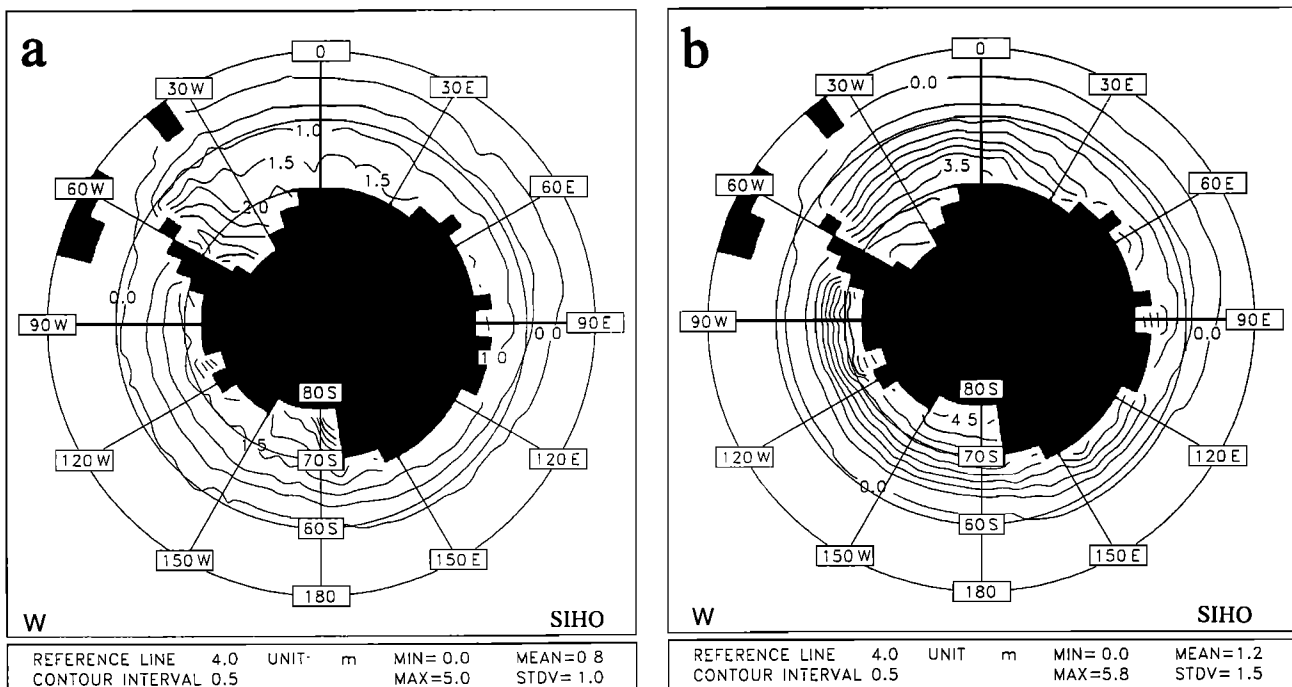 a
0
30W
30E
1.0
1.5
1.5
60W
60E
2.0
0.0
90W
90E
0.0
1.0
80S
1.5
120W
70S
120E
60S
150W
150E
180
W
SIHO
REFERENCE LINE 4.0 UNIT m MIN= 0.0 MEAN=0 8
CONTOUR INTERVAL 0.5 MAX=5.0 STDV= 1.0
b
0
0.0
30W
30E
3.5
60W
60E
90W
90E
0.0
80S
4.5
120W
70S
120E
0.0
60S
150W
150E
180
W
SIHO
REFERENCE LINE 4.0 UNIT m MIN= 0.0 MEAN=1.2
CONTOUR INTERVAL 0.5 MAX=5.8 STDV= 1.5